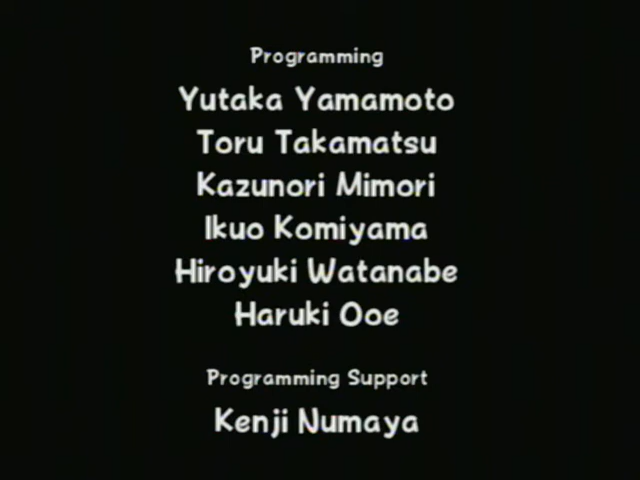 Programming
Yutaka Yamamoto
Toru Takamatsu
Kazunori Mimori
Ikuo Komiyama
Hiroyuki Watanabe
Haruki Ooe
Programming Support
Kenji Numaya